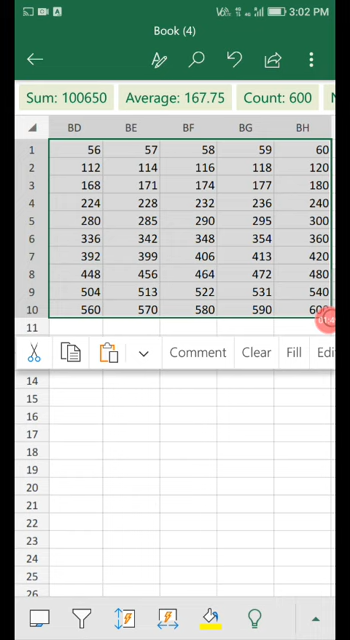 3:02 PM
Book (4)
Sum: 100650 Average: 167.75 Count: 600
BD BE BF BG BH
1 56 57 58 59 60
2 112 114 116 118 120
3 168 171 174 177 180
4 224 228 232 236 240
5 280 285 290 295 300
6 336 342 348 354 360
7 392 399 406 413 420
8 448 456 464 472 480
9 504 513 522 531 540
10 560 570 580 590 600
11
Comment Clear Fill Edi
14
15
16
17
18
19
20
21
22
23
24
25
26